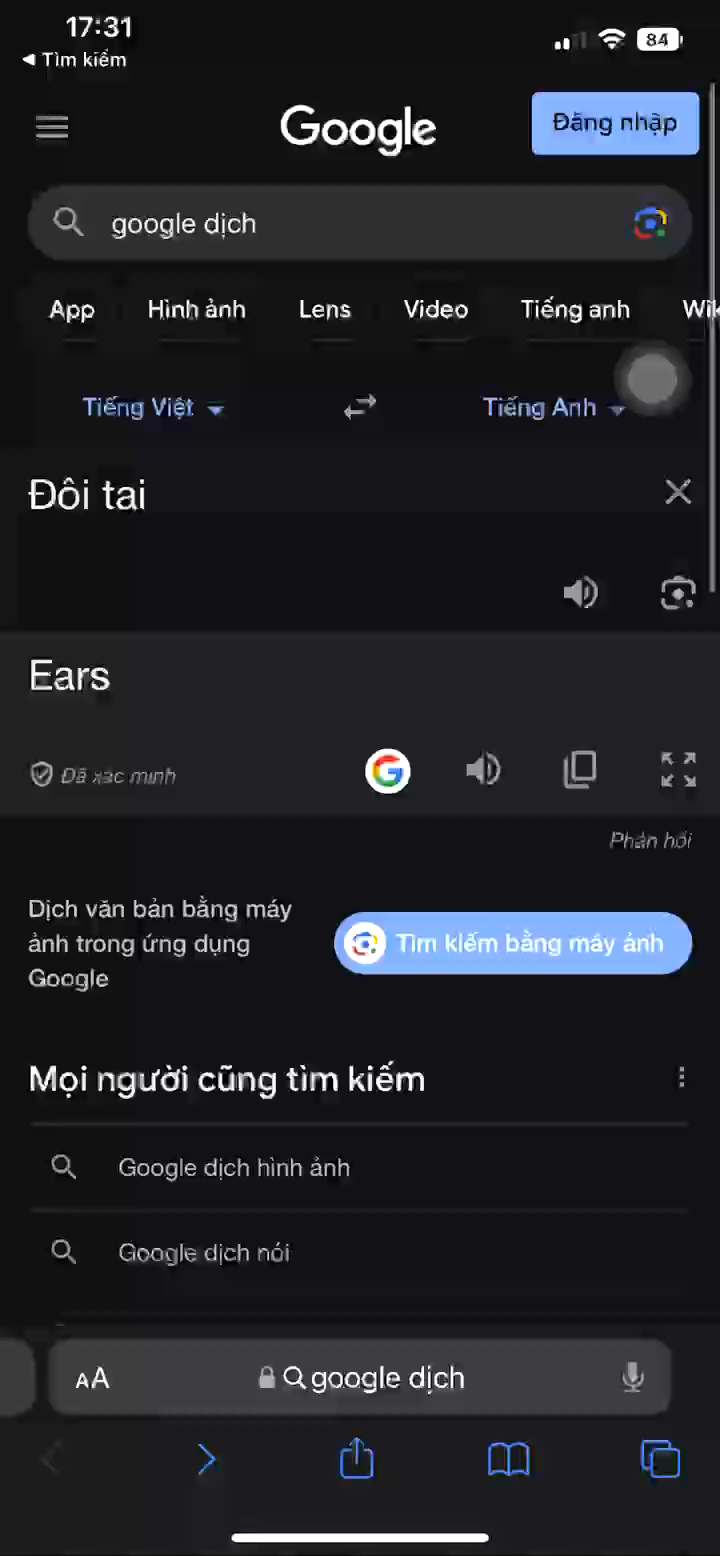 17:31
84
◀ Tìm kiếm
Google
Đăng nhập
google dịch
App Hình ảnh Lens Video Tiếng anh Wik
Tiếng Việt Tiếng Anh
Đôi tai
Ears
Đã xác minh
Phản hồi
Dịch văn bản bằng máy
ảnh trong ứng dụng
Google
Tìm kiếm bằng máy ảnh
Mọi người cũng tìm kiếm
Google dịch hình ảnh
Google dịch nói
AA google dịch